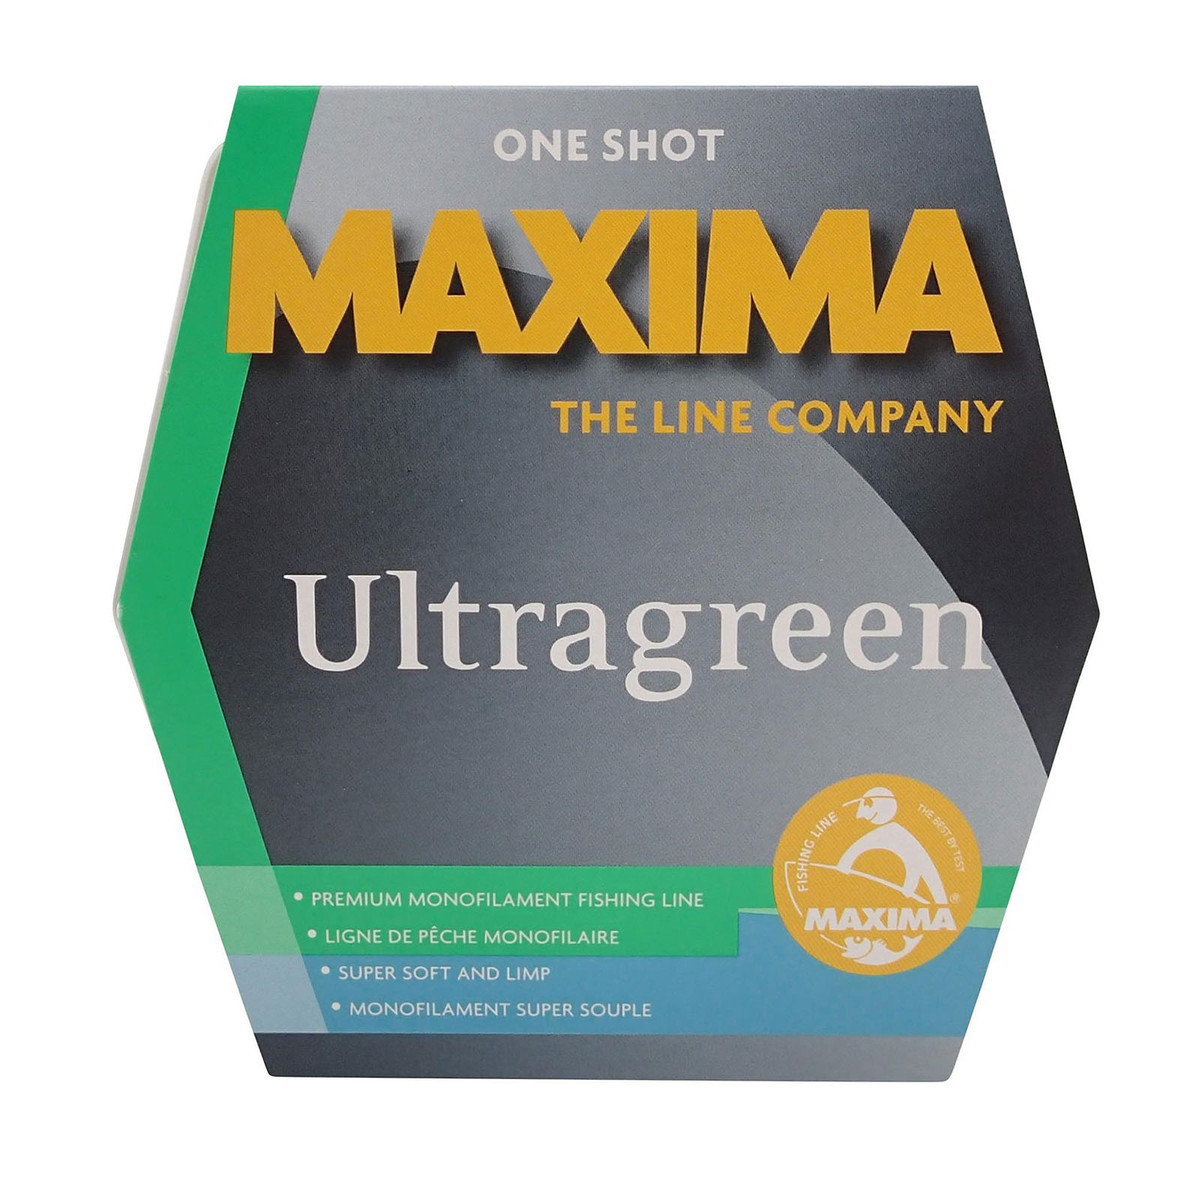 ONE SHOT
MAXIMA
THE LINE COMPANY
Ultragreen
FISHING LINE
THE BEST BY TEST
MAXIMA®
• PREMIUM MONOFILAMENT FISHING LINE
• LIGNE DE PÊCHE MONOFILAIRE
• SUPER SOFT AND LIMP
• MONOFILAMENT SUPER SOUPLE